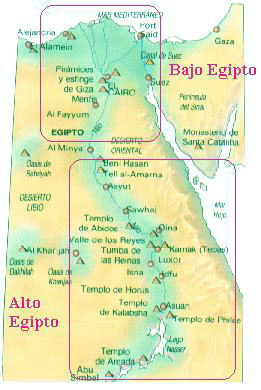 MAR MEDITERRANEO
Alejandria
Port
Said
El Alamein
Gaza
Canal de Suez
Pirámides
y esfinge
de Giza
Bajo Egipto
EL CAIRO
Suez
Menfis
Península
del Sinaí
Al Fayyum
EGIPTO
Nilo
DESIERTO
ORIENTAL
Monasterio de
Santa Catalina
Al Minya
Oasis de
Bahriyah
Beni Hasan
Tell al-Amarna
Asyut
DESIERTO
LIBIO
Sawhaj
Mar
Rojo
Templo
de Abidos
Qina
Valle de los Reyes
Al Kharijah
Tumba de
las Reinas
Karnak (Tebas)
Luxor
Oasis de
Dakhilah
Oasis de
Kharijah
Isna
Idfu
Templo de Horus
Alto
Egipto
Templo
de Kalabsha
Asuán
Templo de Philae
Lago
Nasser
Templo
de Amada
Abu
Simbel